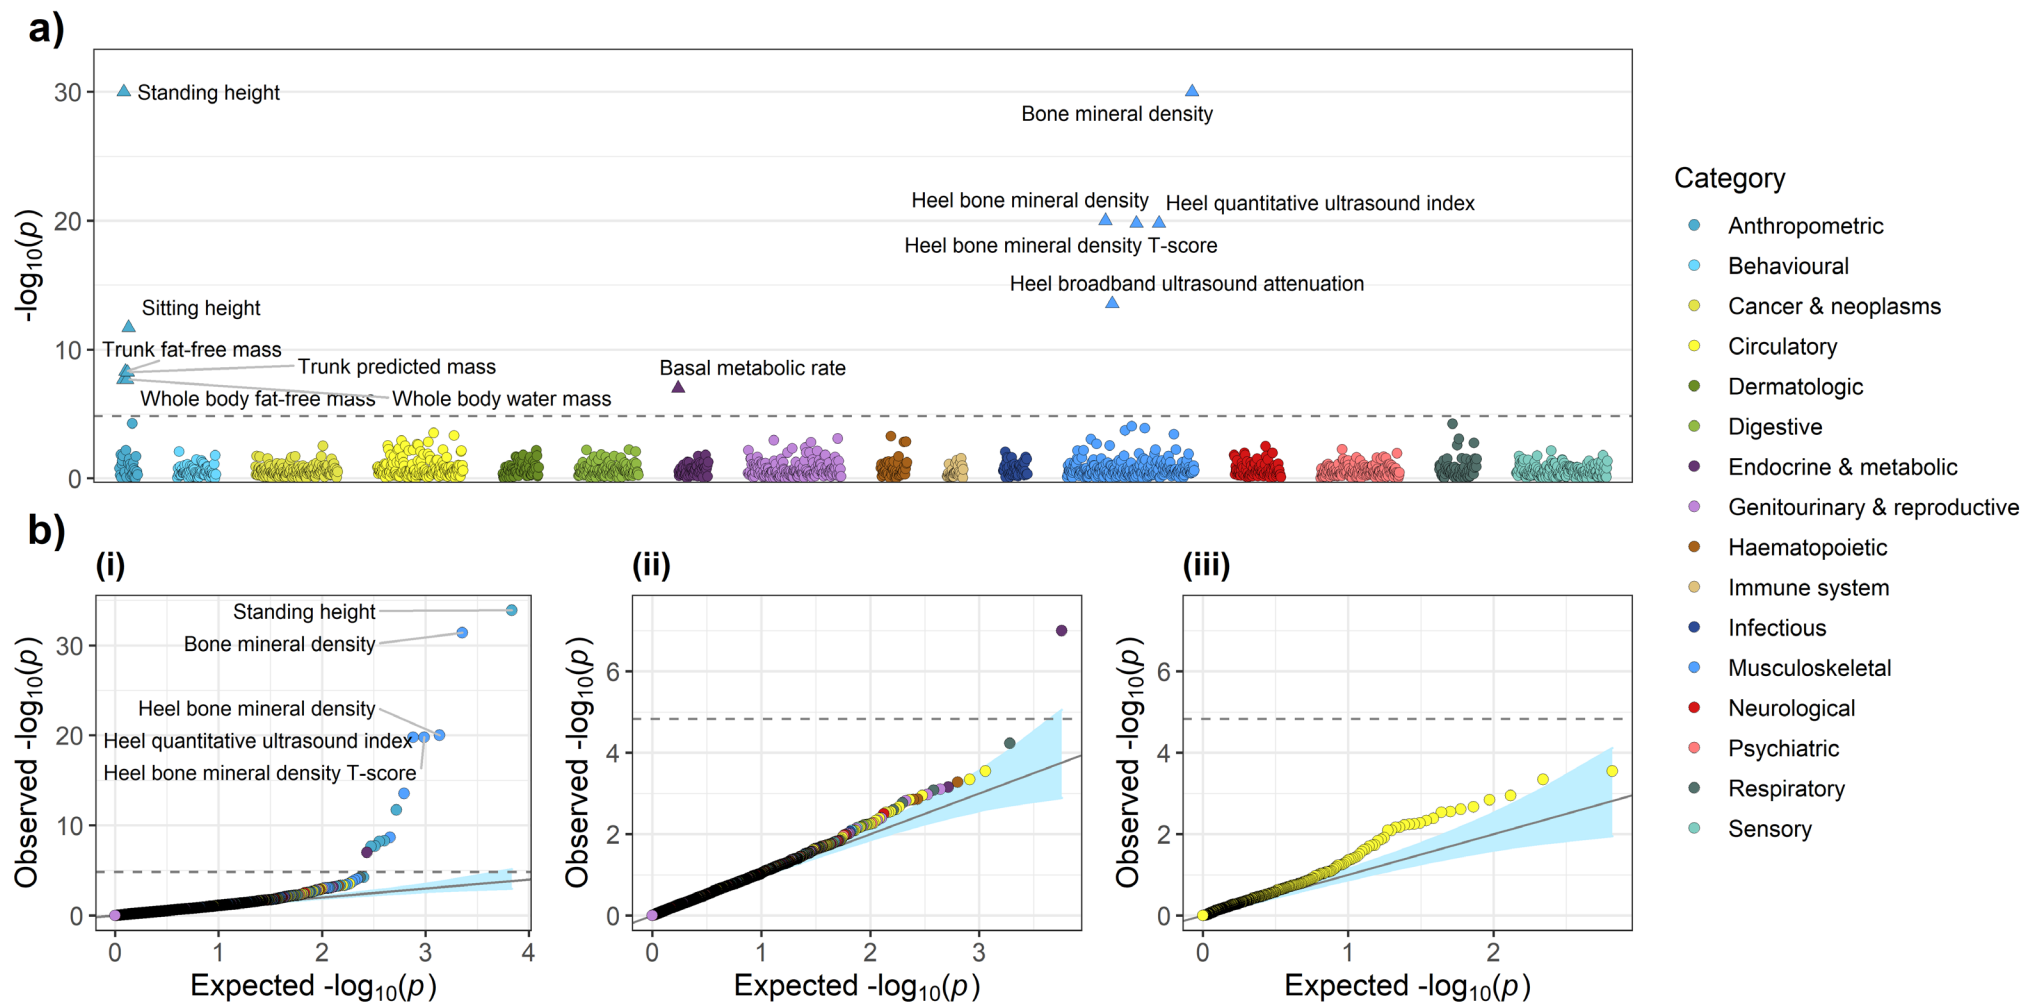 a)
-log10(p)
30
20
10
0
Standing height
Bone mineral density
Heel bone mineral density
Heel quantitative ultrasound index
Heel bone mineral density T-score
Heel broadband ultrasound attenuation
Sitting height
Trunk fat-free mass
Trunk predicted mass
Basal metabolic rate
Whole body fat-free mass
Whole body water mass
Category
Anthropometric
Behavioural
Cancer & neoplasms
Circulatory
Dermatologic
Digestive
Endocrine & metabolic
Genitourinary & reproductive
Haematopoietic
Immune system
Infectious
Musculoskeletal
Neurological
Psychiatric
Respiratory
Sensory
b)
(i)
Observed -log10(p)
30
20
10
0
Standing height
Bone mineral density
Heel bone mineral density
Heel quantitative ultrasound index
Heel bone mineral density T-score
0 1 2 3 4
Expected -log10(p)
(ii)
Observed -log10(p)
6
4
2
0
0 1 2 3
Expected -log10(p)
(iii)
Observed -log10(p)
6
4
2
0
0 1 2
Expected -log10(p)